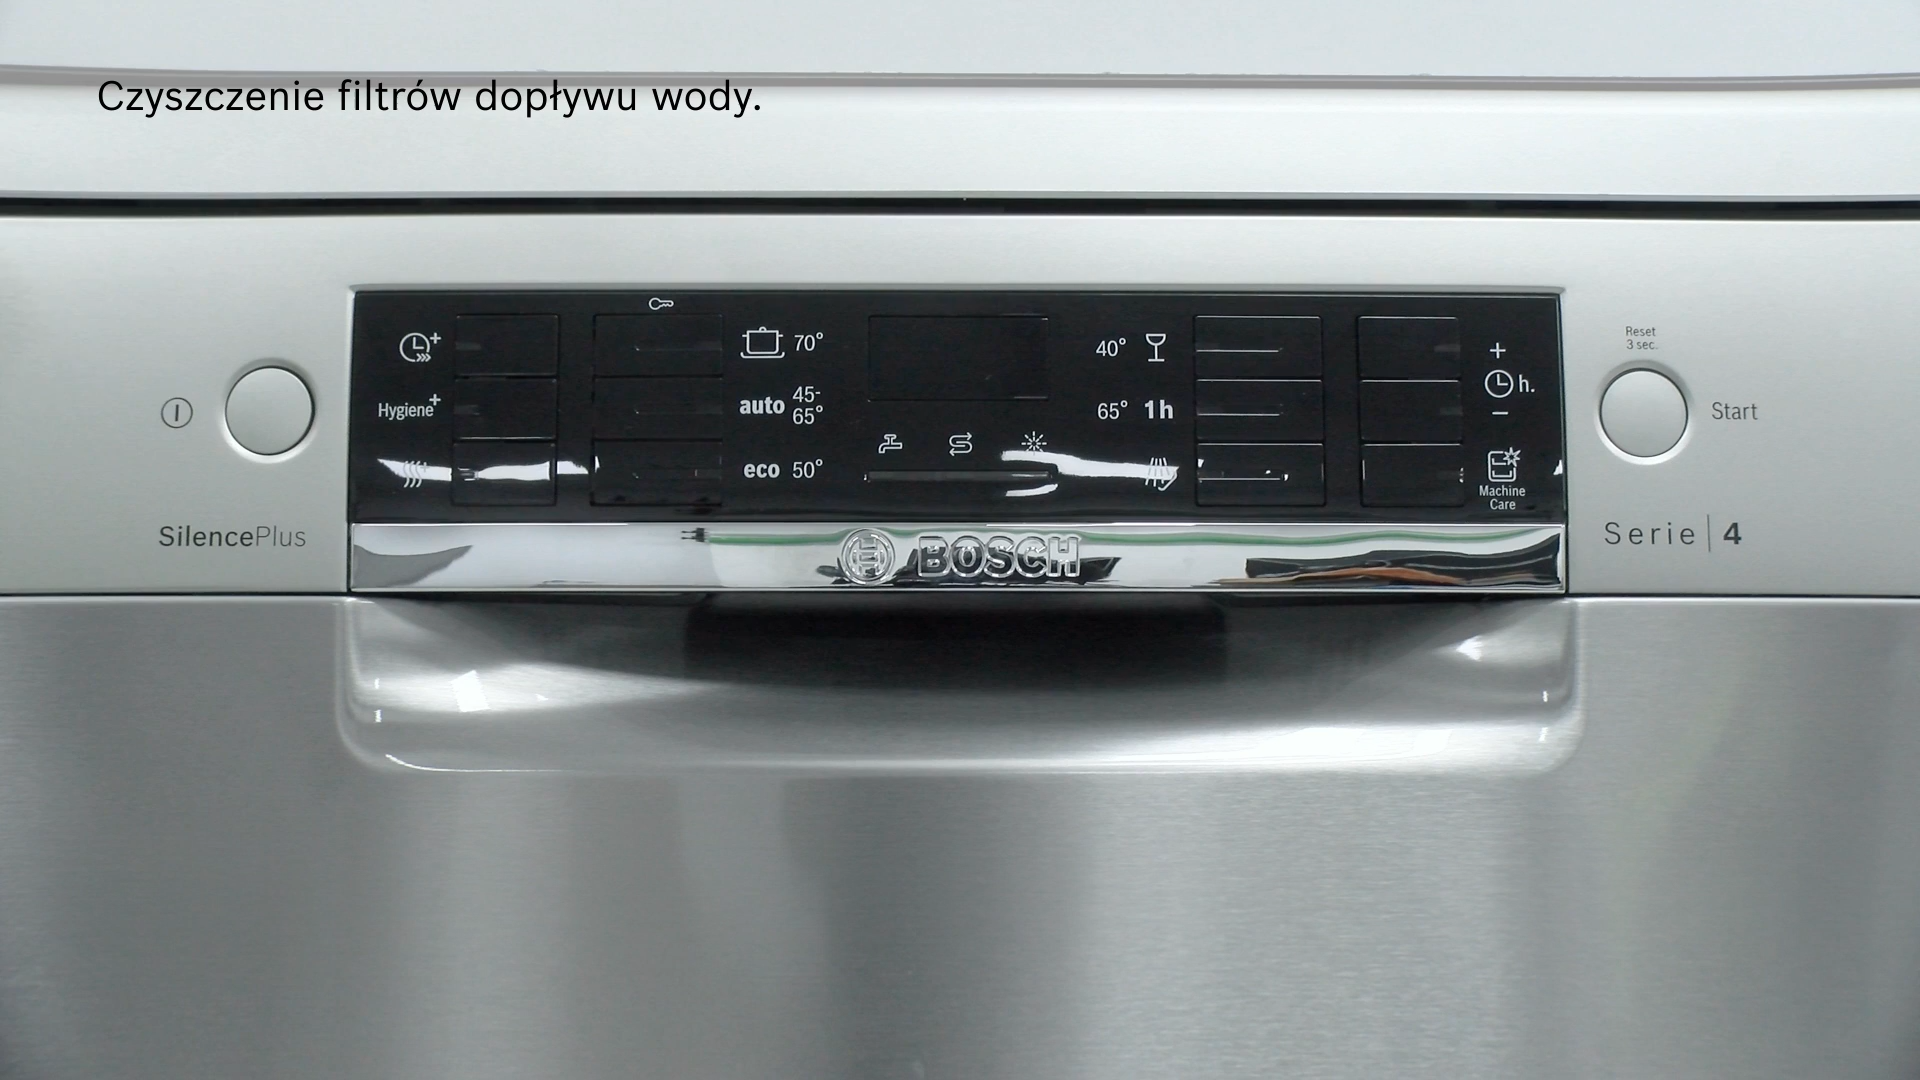 Czyszczenie filtrów dopływu wody.
Reset
3 sec.
70°
40°
+
h.
Hygiene+
auto 45-65°
65° 1h
−
Start
eco 50°
Machine
Care
SilencePlus
BOSCH
Serie | 4